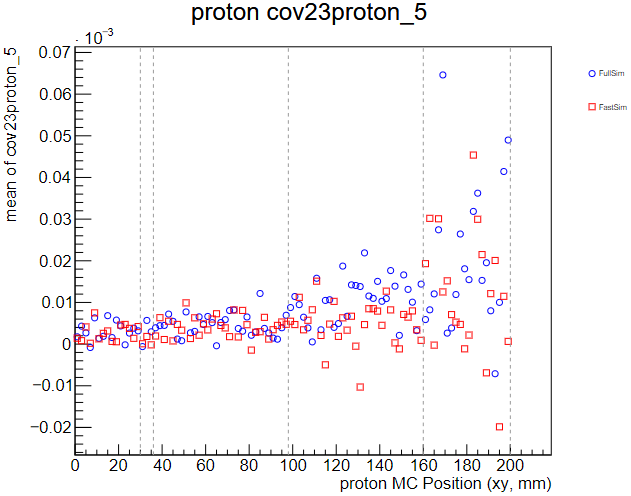 proton cov23proton_5
×10⁻³
mean of cov23proton_5
0.07
0.06
0.05
0.04
0.03
0.02
0.01
0
−0.01
−0.02
0 20 40 60 80 100 120 140 160 180 200
proton MC Position (xy, mm)
FullSim
FastSim